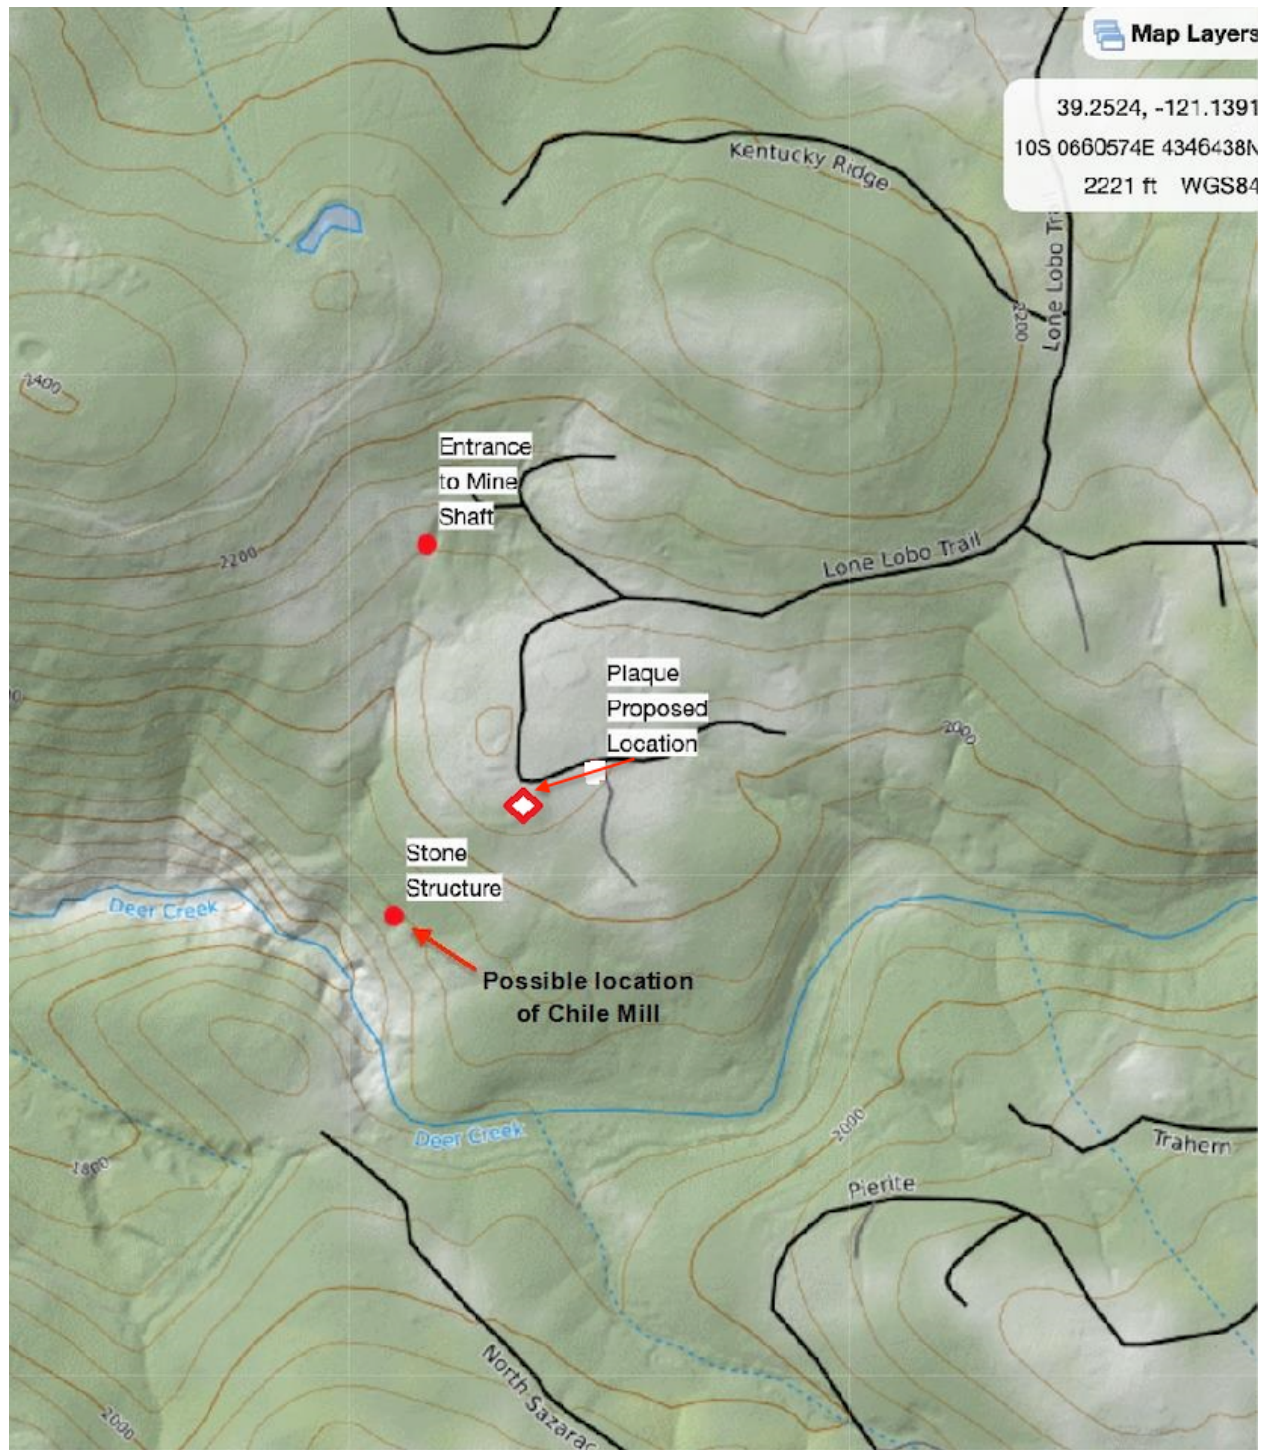 Map Layers
39.2524, -121.1391
10S 0660574E 4346438N
2221 ft WGS84
Kentucky Ridge
Lone Lobo Trail
2200
2400
Entrance
to Mine
Shaft
2200
Lone Lobo Trail
Plaque
Proposed
Location
2000
Stone
Structure
Deer Creek
Possible location
of Chile Mill
Deer Creek
2000
Trahern
1800
Pierite
North Sazarac
2000